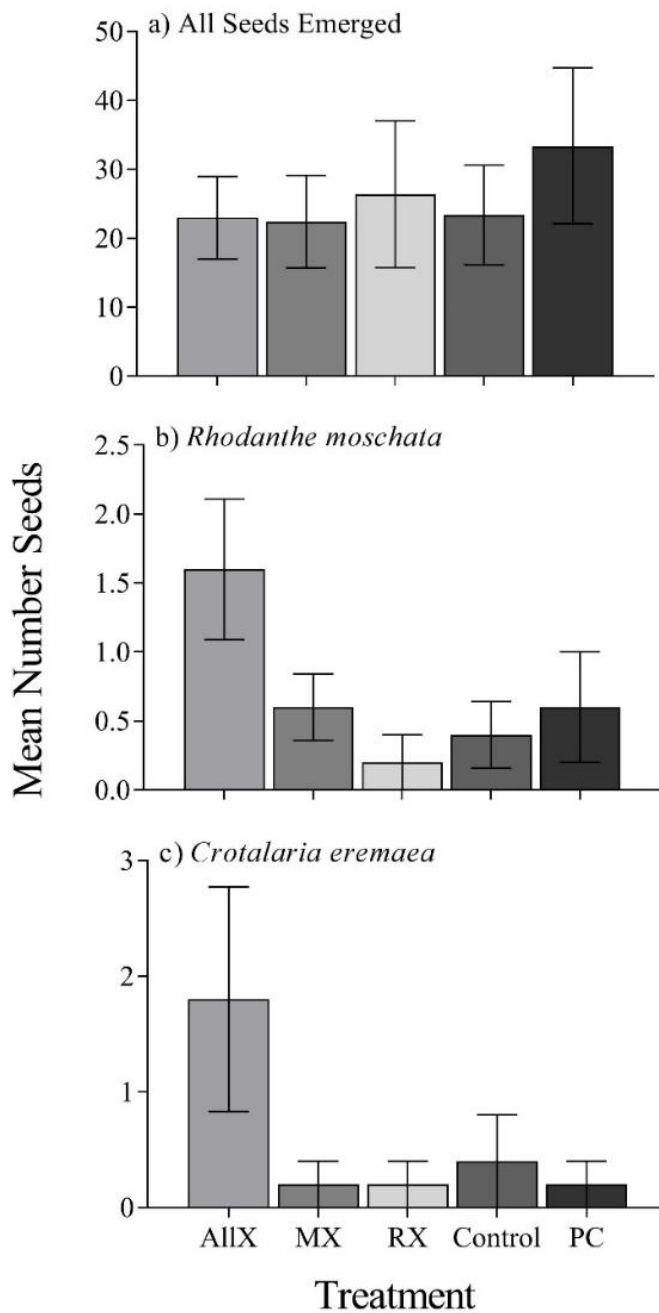 a) All Seeds Emerged
50
40
30
20
10
0
b) Rhodanthe moschata
2.5
2.0
1.5
1.0
0.5
0.0
c) Crotalaria eremaea
3
2
1
0
Mean Number Seeds
AllX MX RX Control PC
Treatment